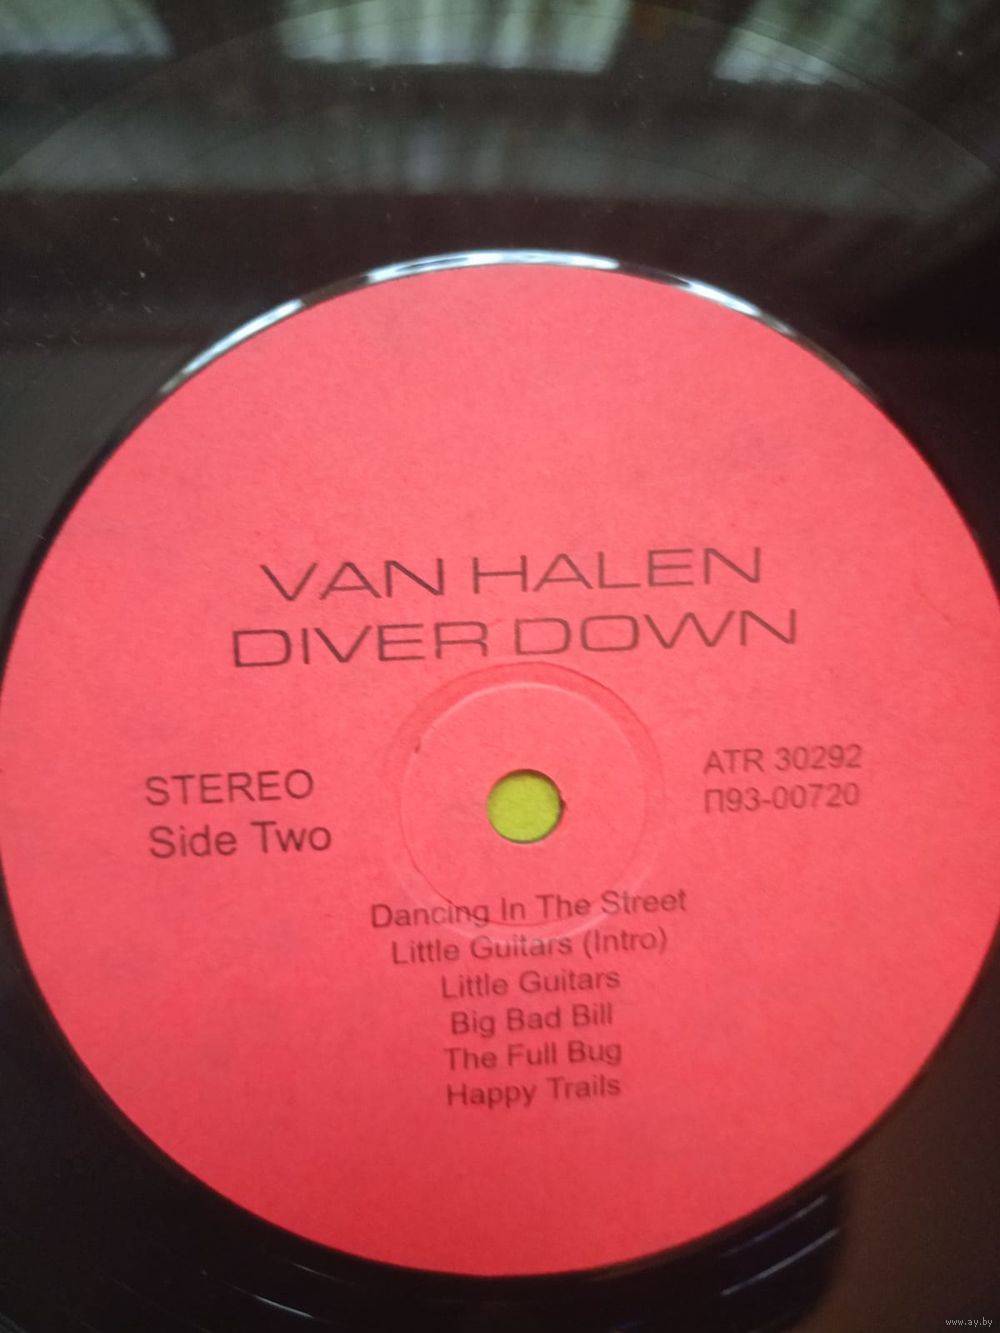 VAN HALEN
DIVER DOWN
STEREO
Side Two
ATR 30292
П93-00720
Dancing In The Street
Little Guitars (Intro)
Little Guitars
Big Bad Bill
The Full Bug
Happy Trails
www.ay.by